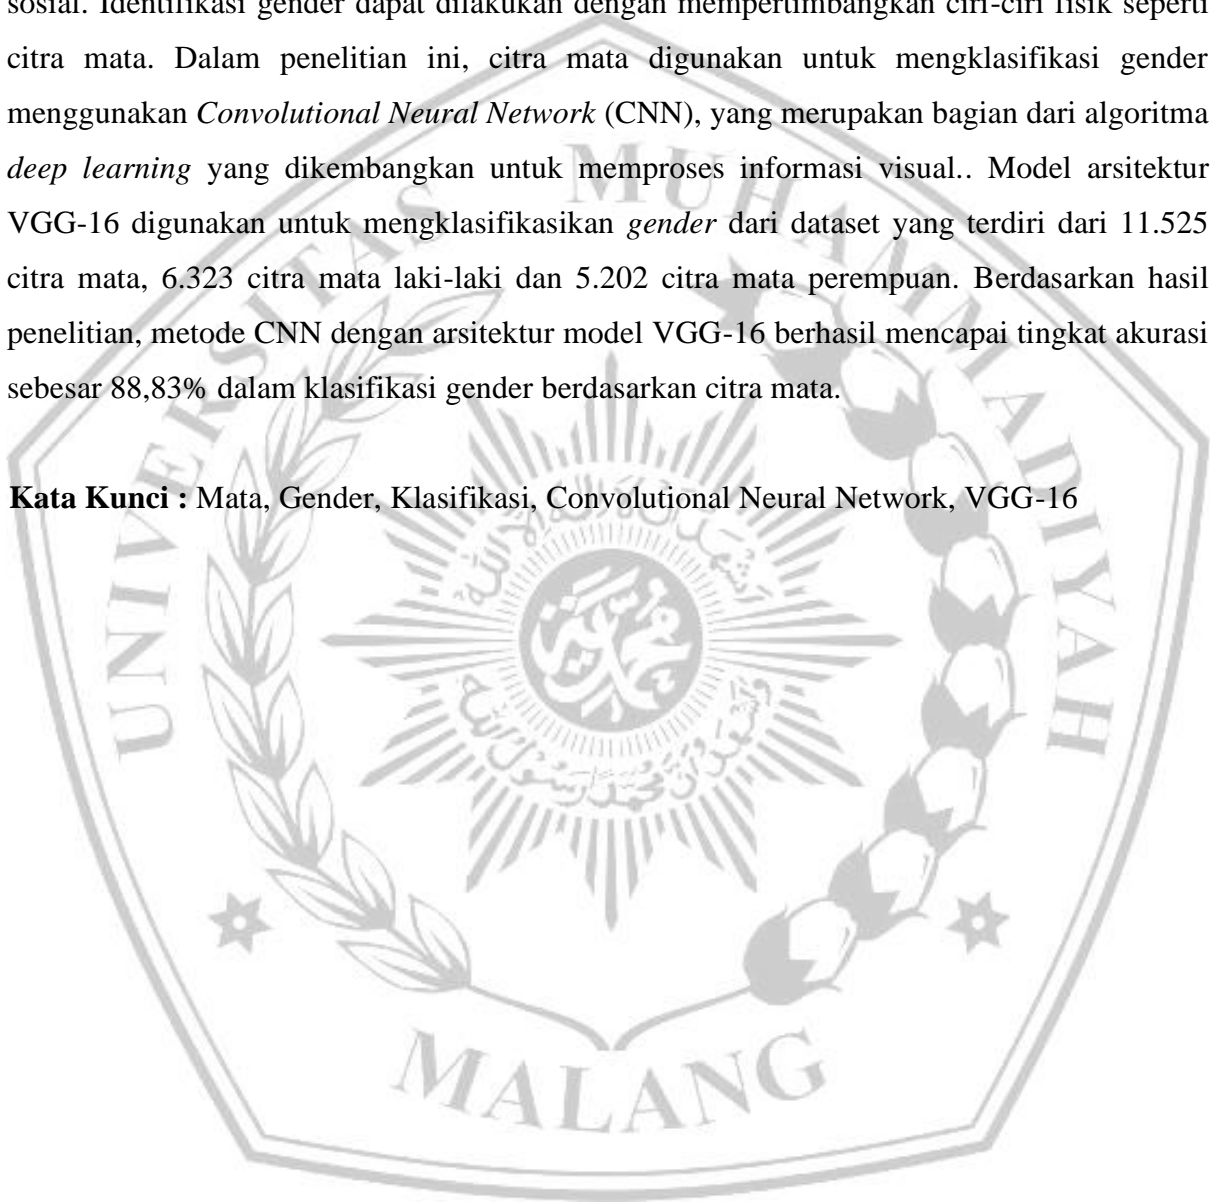 sosial. Identifikasi gender dapat dilakukan dengan mempertimbangkan ciri-ciri fisik seperti
citra mata. Dalam penelitian ini, citra mata digunakan untuk mengklasifikasi gender
menggunakan Convolutional Neural Network (CNN), yang merupakan bagian dari algoritma
deep learning yang dikembangkan untuk memproses informasi visual.. Model arsitektur
VGG-16 digunakan untuk mengklasifikasikan gender dari dataset yang terdiri dari 11.525
citra mata, 6.323 citra mata laki-laki dan 5.202 citra mata perempuan. Berdasarkan hasil
penelitian, metode CNN dengan arsitektur model VGG-16 berhasil mencapai tingkat akurasi
sebesar 88,83% dalam klasifikasi gender berdasarkan citra mata.
Kata Kunci : Mata, Gender, Klasifikasi, Convolutional Neural Network, VGG-16
UNIVERSITAS MUHAMMADIYAH
MALANG